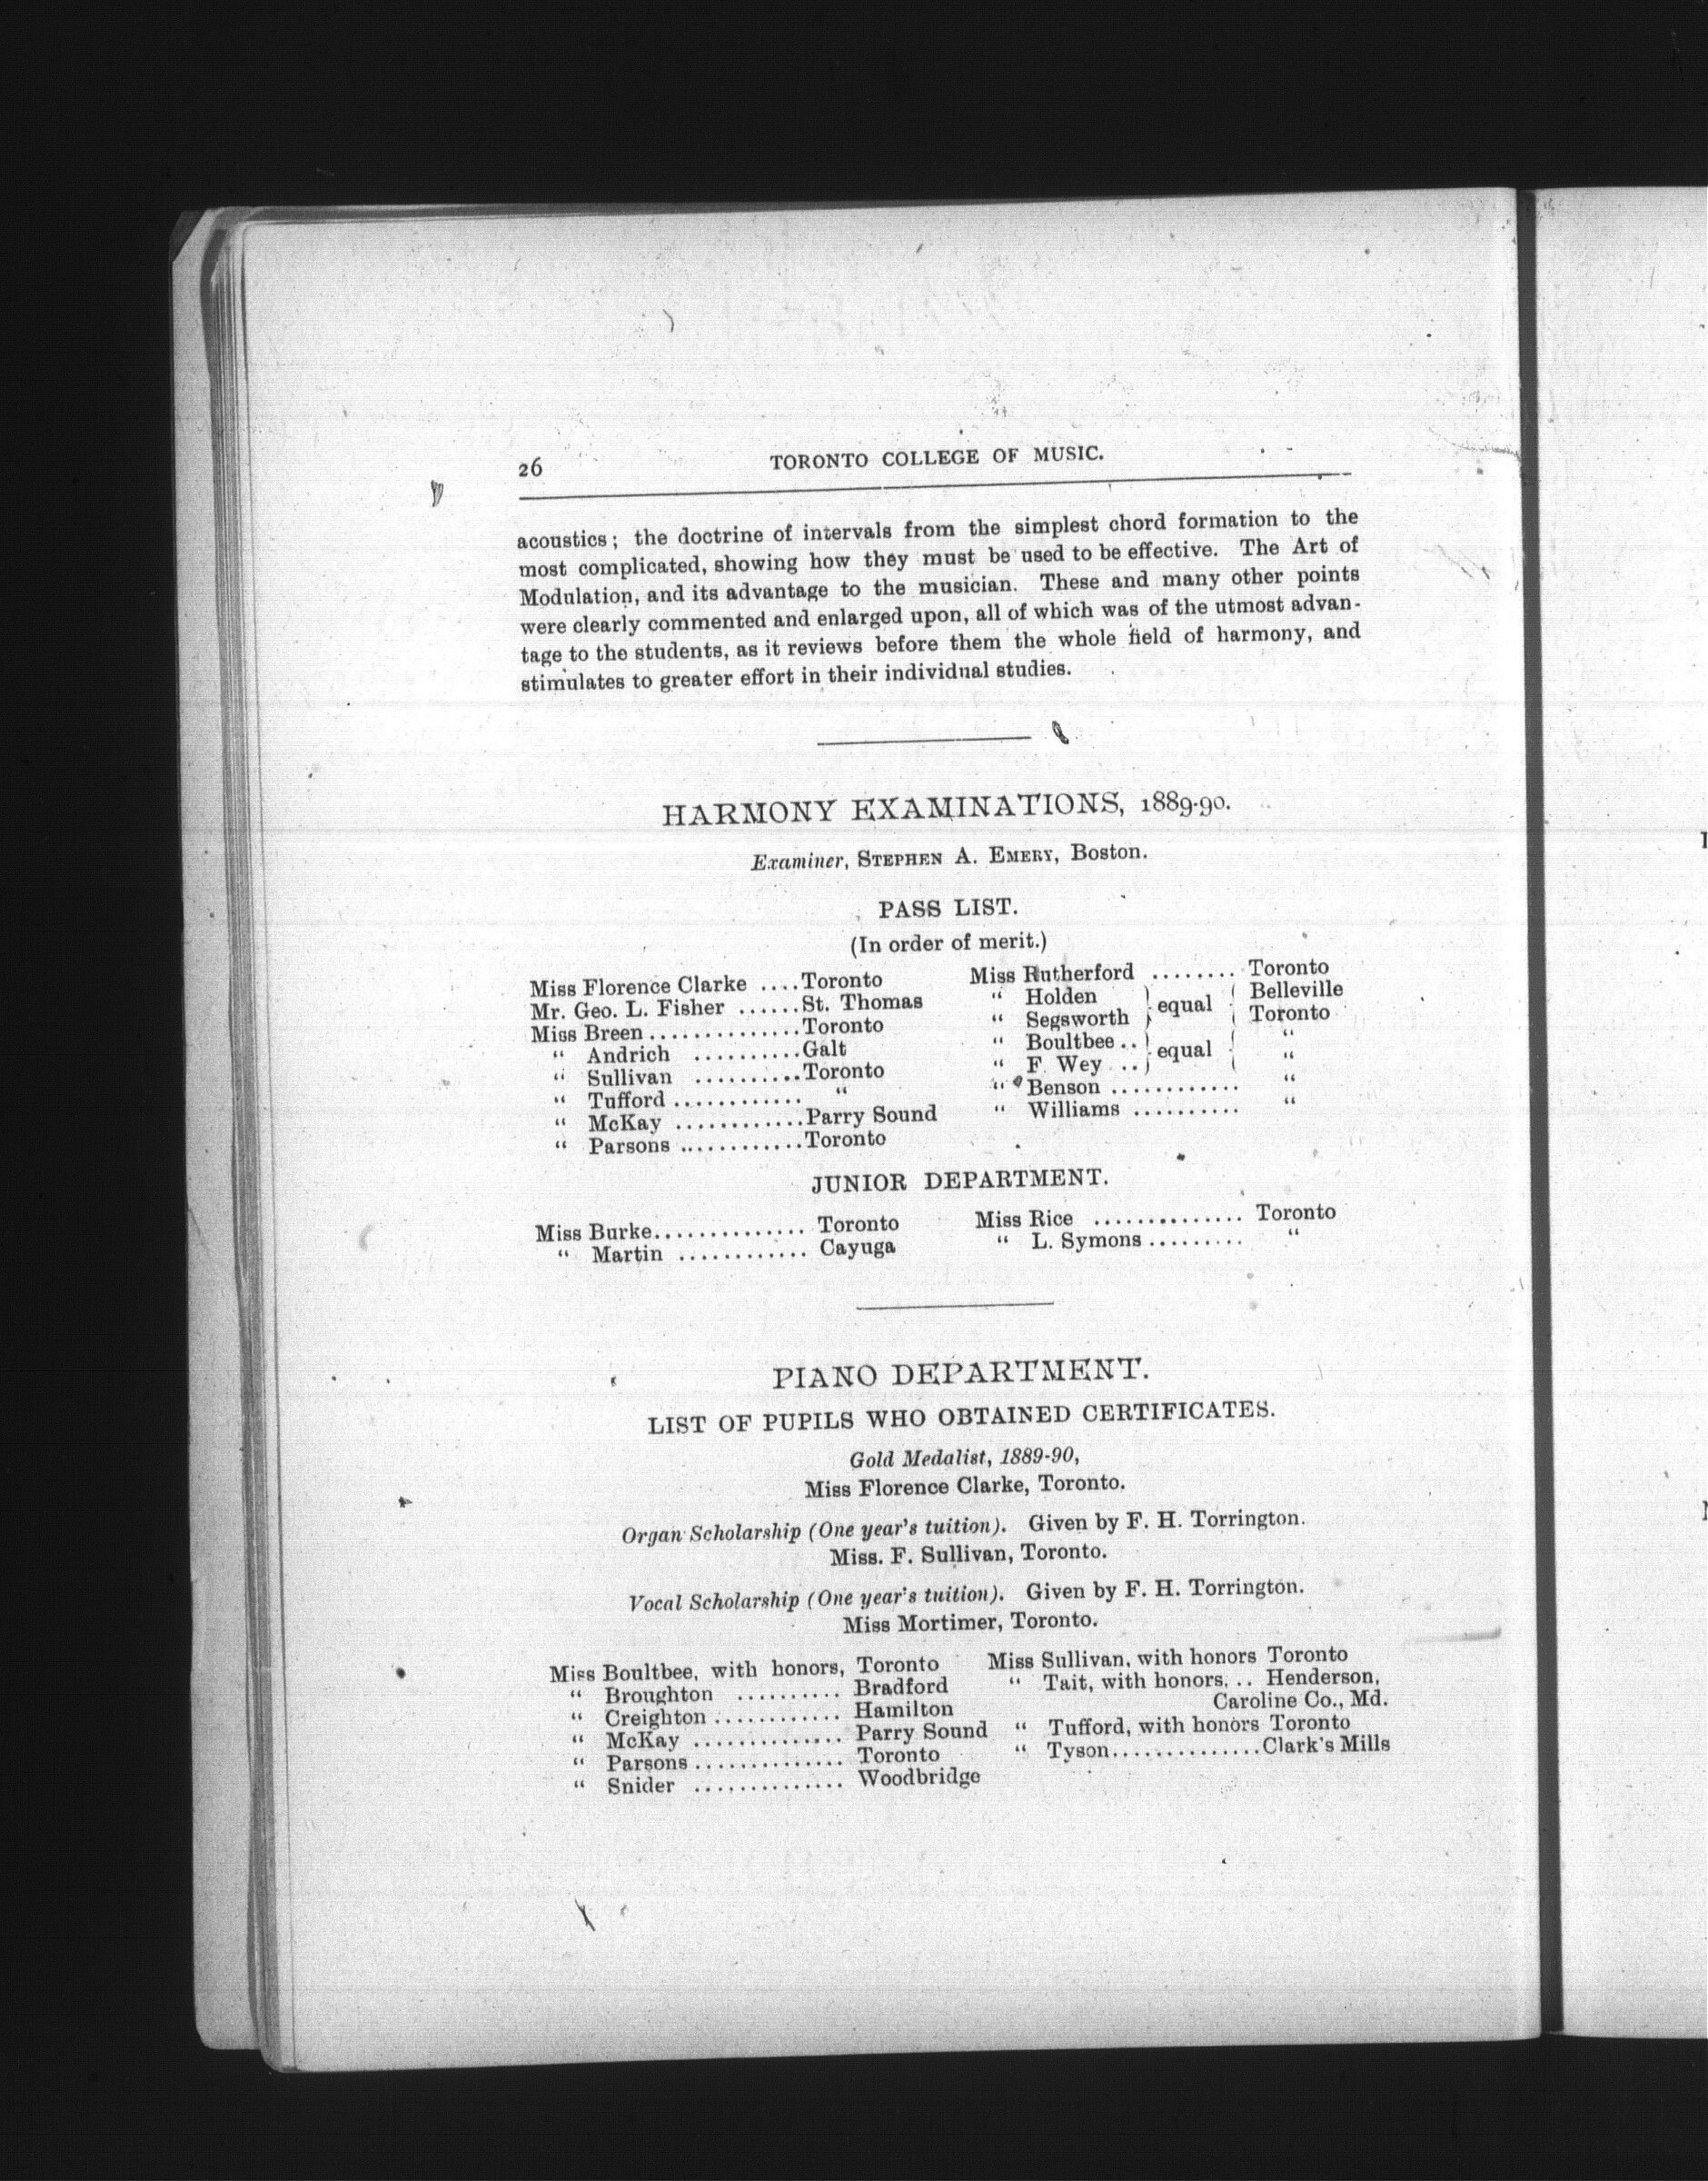 26 TORONTO COLLEGE OF MUSIC.
acoustics; the doctrine of intervals from the simplest chord formation to the
most complicated, showing how they must be used to be effective. The Art of
Modulation, and its advantage to the musician. These and many other points
were clearly commented and enlarged upon, all of which was of the utmost advan-
tage to the students, as it reviews before them the whole field of harmony, and
stimulates to greater effort in their individual studies.
HARMONY EXAMINATIONS, 1889-90.
Examiner, STEPHEN A. EMERY, Boston.
PASS LIST.
(In order of merit.)
Miss Florence Clarke ....Toronto
Mr. Geo. L. Fisher ......St. Thomas
Miss Breen..............Toronto
“ Andrich ..........Galt
“ Sullivan ..........Toronto
“ Tufford ............ “
“ McKay ............Parry Sound
“ Parsons ............Toronto
Miss Rutherford ........ Toronto
“ Holden } equal { Belleville
“ Segsworth } { Toronto
“ Boultbee .. } equal { “
“ F. Wey .. } { “
“ Benson ............ “
“ Williams .......... “
JUNIOR DEPARTMENT.
Miss Burke.............. Toronto
“ Martin ............ Cayuga
Miss Rice .............. Toronto
“ L. Symons ......... “
PIANO DEPARTMENT.
LIST OF PUPILS WHO OBTAINED CERTIFICATES.
Gold Medalist, 1889-90,
Miss Florence Clarke, Toronto.
Organ Scholarship (One year's tuition). Given by F. H. Torrington.
Miss. F. Sullivan, Toronto.
Vocal Scholarship (One year's tuition). Given by F. H. Torrington.
Miss Mortimer, Toronto.
Miss Boultbee, with honors, Toronto
“ Broughton .......... Bradford
“ Creighton ............ Hamilton
“ McKay .............. Parry Sound
“ Parsons .............. Toronto
“ Snider .............. Woodbridge
Miss Sullivan, with honors Toronto
“ Tait, with honors, .. Henderson,
Caroline Co., Md.
“ Tufford, with honors Toronto
“ Tyson..............Clark's Mills